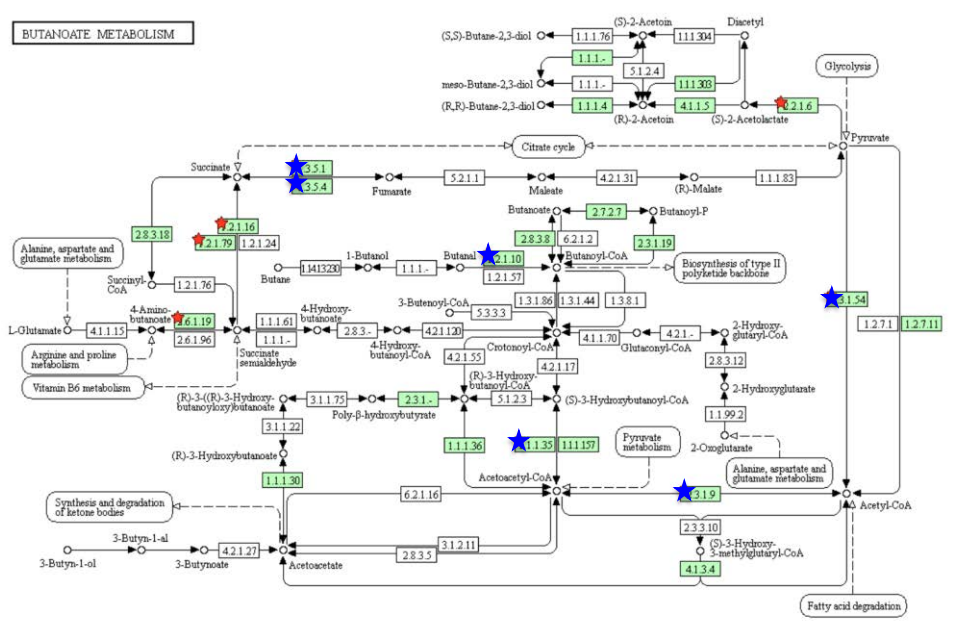 BUTANOATE METABOLISM
(S)-2-Acetoin
Diacetyl
(S,S)-Butane-2,3-diol
1.1.1.76
1.1.1.304
Glycolysis
1.1.1.-
5.1.2.4
meso-Butane-2,3-diol
1.1.1.-
1.1.1.303
(R,R)-Butane-2,3-diol
1.1.1.4
4.1.1.5
2.2.1.6
(R)-2-Acetoin
(S)-2-Acetolactate
Pyruvate
Citrate cycle
Succinate
3.5.1
3.5.4
Fumarate
5.2.1.1
Maleate
4.2.1.31
(R)-Malate
1.1.1.83
Butanoate
2.7.2.7
Butanoyl-P
2.8.3.18
.2.1.16
.2.1.79
1.2.1.24
2.8.3.8
6.2.1.2
2.3.1.19
Alanine, aspartate and
glutamate metabolism
1-Butanol
Butanal
.2.1.10
Butanoyl-CoA
Butane
1.14.13.230
1.1.1.-
1.2.1.57
Biosynthesis of type II
polyketide backbone
Succinyl-
CoA
1.2.1.76
3-Butenoyl-CoA
1.3.1.86
1.3.1.44
1.3.8.1
.3.1.54
4-Amino-
butanoate
2.6.1.19
4-Hydroxy-
butanoate
5.3.3.3
L-Glutamate
4.1.1.15
2.6.1.96
1.1.1.61
1.1.1.-
2.8.3.-
4.2.1.120
4.1.1.70
4.2.1.-
2-Hydroxy-
glutaryl-CoA
1.2.7.1
1.2.7.11
Succinate
semialdehyde
4-Hydroxy-
butanoyl-CoA
Crotonoyl-CoA
Glutaconyl-CoA
Arginine and proline
metabolism
4.2.1.55
4.2.1.17
2.8.3.12
Vitamin B6 metabolism
(R)-3-Hydroxy-
butanoyl-CoA
2-Hydroxyglutarate
(R)-3-((R)-3-Hydroxy-
butanoyloxy)butanoate
3.1.1.75
2.3.1.-
Poly-β-hydroxybutyrate
5.1.2.3
(S)-3-Hydroxybutanoyl-CoA
1.1.99.2
3.1.1.22
2-Oxoglutarate
(R)-3-Hydroxybutanoate
1.1.1.36
.1.1.35
1.1.1.157
Pyruvate
metabolism
Alanine, aspartate and
glutamate metabolism
1.1.1.30
Acetoacetyl-CoA
Synthesis and degradation
of ketone bodies
6.2.1.16
.3.1.9
Acetyl-CoA
2.3.3.10
3-Butyn-1-al
3.1.2.11
(S)-3-Hydroxy-
3-methylglutaryl-CoA
3-Butyn-1-ol
3-Butynoate
4.2.1.27
Acetoacetate
2.8.3.5
4.1.3.4
Fatty acid degradation